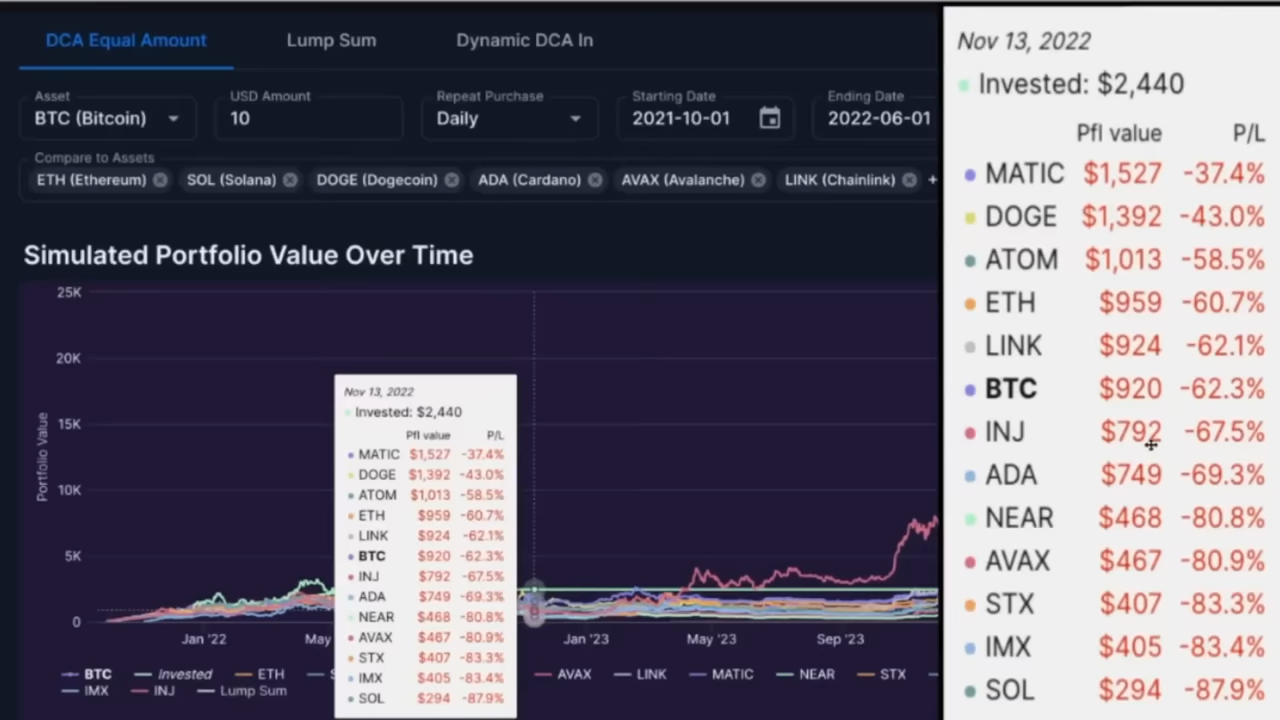 DCA Equal Amount Lump Sum Dynamic DCA In
Asset USD Amount Repeat Purchase Starting Date Ending Date
BTC (Bitcoin) 10 Daily 2021-10-01 2022-06-01
Compare to Assets
ETH (Ethereum) SOL (Solana) DOGE (Dogecoin) ADA (Cardano) AVAX (Avalanche) LINK (Chainlink) +
Simulated Portfolio Value Over Time
Portfolio Value
25K
20K
15K
10K
5K
0
Jan '22 May Jan '23 May '23 Sep '23
Nov 13, 2022
Invested: $2,440
Pfl value P/L
MATIC $1,527 -37.4%
DOGE $1,392 -43.0%
ATOM $1,013 -58.5%
ETH $959 -60.7%
LINK $924 -62.1%
BTC $920 -62.3%
INJ $792 -67.5%
ADA $749 -69.3%
NEAR $468 -80.8%
AVAX $467 -80.9%
STX $407 -83.3%
IMX $405 -83.4%
SOL $294 -87.9%
BTC Invested ETH AVAX LINK MATIC NEAR STX
IMX INJ Lump Sum
Nov 13, 2022
Invested: $2,440
Pfl value P/L
MATIC $1,527 -37.4%
DOGE $1,392 -43.0%
ATOM $1,013 -58.5%
ETH $959 -60.7%
LINK $924 -62.1%
BTC $920 -62.3%
INJ $792 -67.5%
ADA $749 -69.3%
NEAR $468 -80.8%
AVAX $467 -80.9%
STX $407 -83.3%
IMX $405 -83.4%
SOL $294 -87.9%